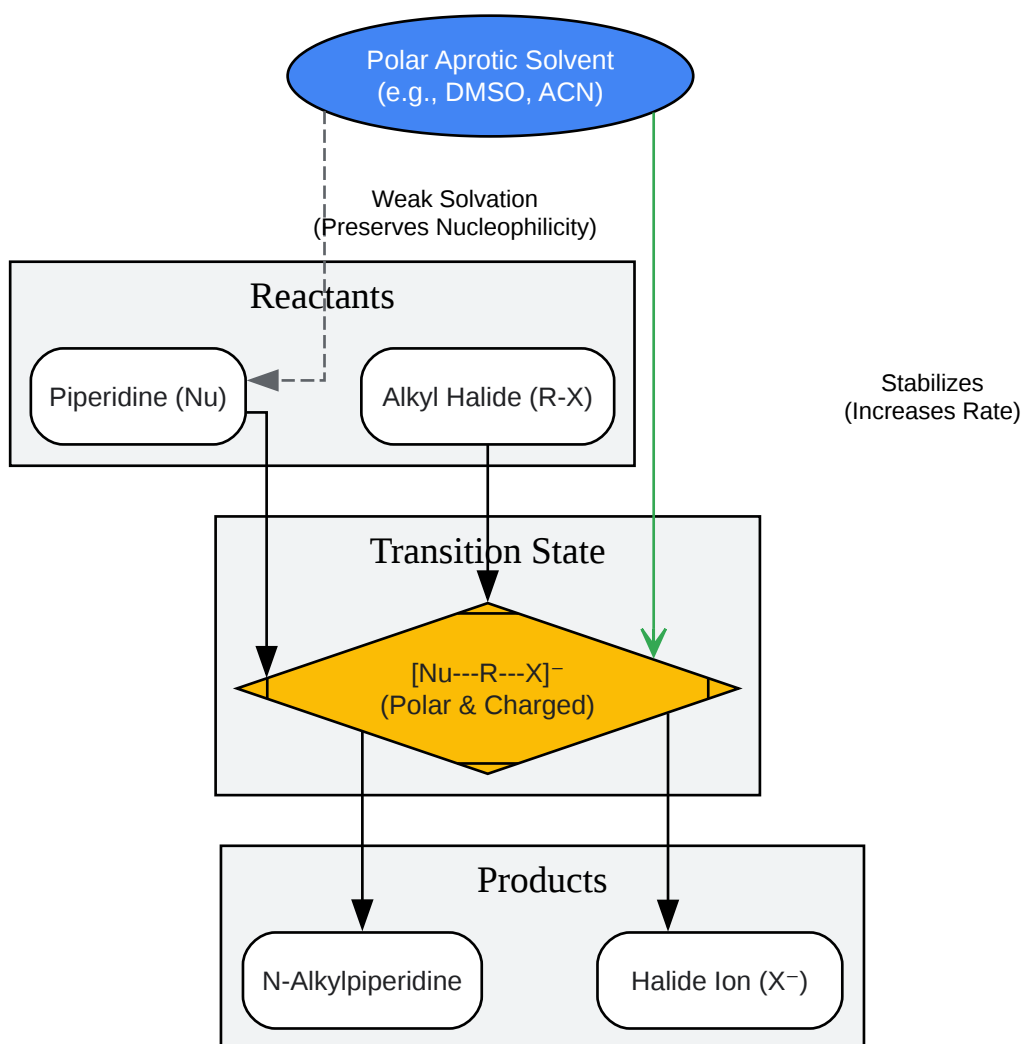 Polar Aprotic Solvent
(e.g., DMSO, ACN)
Weak Solvation
(Preserves Nucleophilicity)
Reactants
Piperidine (Nu)
Alkyl Halide (R-X)
Stabilizes
(Increases Rate)
Transition State
[Nu---R---X]⁻
(Polar & Charged)
Products
N-Alkylpiperidine
Halide Ion (X⁻)